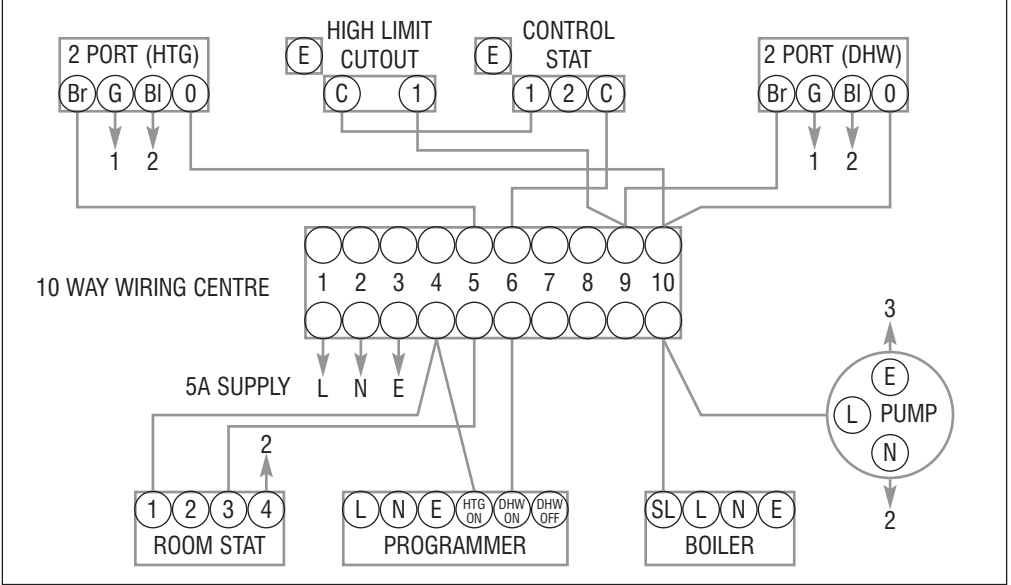 HIGH LIMIT
CUTOUT
CONTROL
STAT
2 PORT (HTG)
E
E
2 PORT (DHW)
Br G Bl 0
C 1
1 2 C
Br G Bl 0
1 2
1 2
10 WAY WIRING CENTRE
1 2 3 4 5 6 7 8 9 10
5A SUPPLY L N E
3
E
L PUMP
N
2
2
1 2 3 4
ROOM STAT
L N E HTG ON DHW ON DHW OFF
PROGRAMMER
SL L N E
BOILER